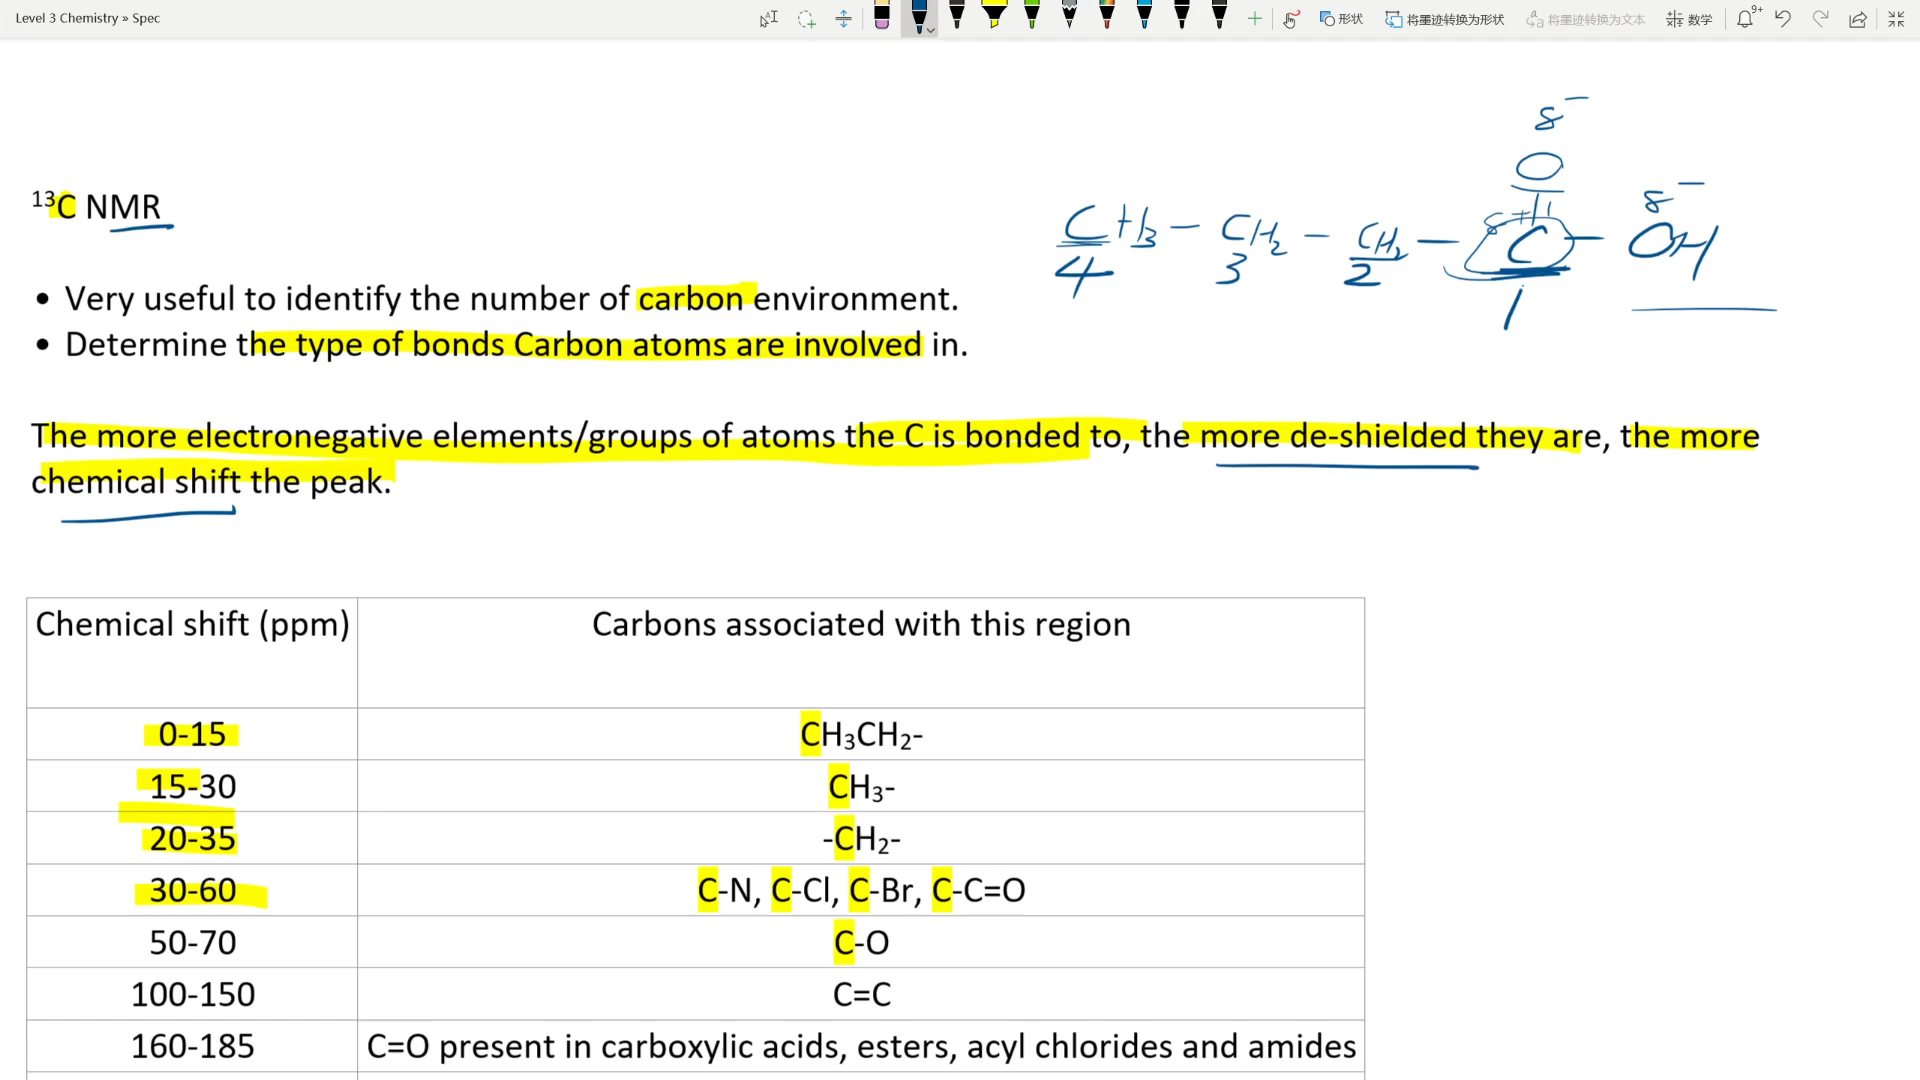 Level 3 Chemistry » Spec
形状
将墨迹转换为形状
将墨迹转换为文本
数学
9+
8⁻
O
8⁻
¹³C NMR
CH₃ – CH₂ – CH₂ – C – OH
8+
4 3 2 1
• Very useful to identify the number of carbon environment.
• Determine the type of bonds Carbon atoms are involved in.
The more electronegative elements/groups of atoms the C is bonded to, the more de-shielded they are, the more
chemical shift the peak.
Chemical shift (ppm) Carbons associated with this region
0-15 CH₃CH₂-
15-30 CH₃-
20-35 -CH₂-
30-60 C-N, C-Cl, C-Br, C-C=O
50-70 C-O
100-150 C=C
160-185 C=O present in carboxylic acids, esters, acyl chlorides and amides